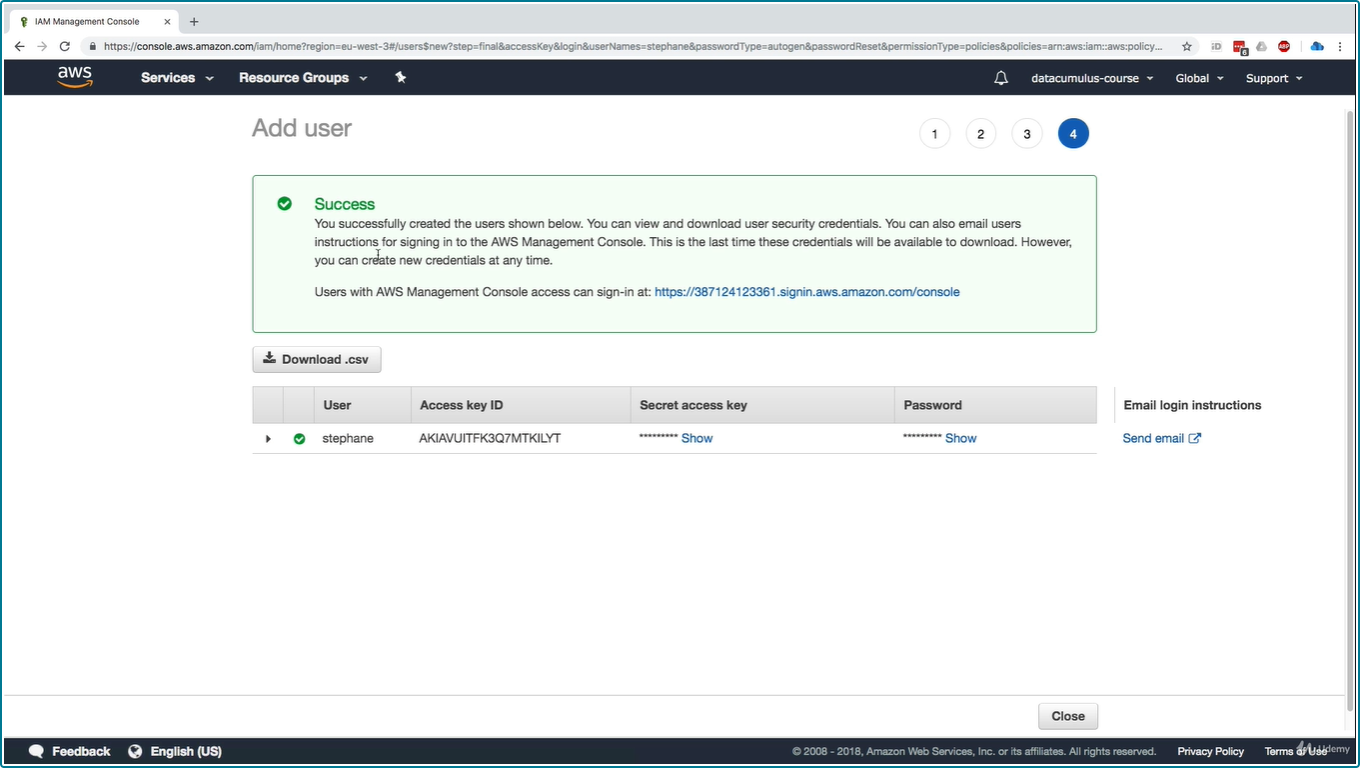 IAM Management Console
https://console.aws.amazon.com/iam/home?region=eu-west-3#/users$new?step=final&accessKey&login&userNames=stephane&passwordType=autogen&passwordReset&permissionType=policies&policies=arn:aws:iam::aws:policy...
iD
6
ABP
aws
Services
Resource Groups
datacumulus-course
Global
Support
Add user
1
2
3
4
Success
You successfully created the users shown below. You can view and download user security credentials. You can also email users
instructions for signing in to the AWS Management Console. This is the last time these credentials will be available to download. However,
you can create new credentials at any time.
Users with AWS Management Console access can sign-in at: https://387124123361.signin.aws.amazon.com/console
Download .csv
User Access key ID Secret access key Password Email login instructions
stephane AKIAVUITFK3Q7MTKILYT ********* Show ********* Show Send email
Close
Feedback English (US)
© 2008 - 2018, Amazon Web Services, Inc. or its affiliates. All rights reserved. Privacy Policy Terms of Use
Udemy